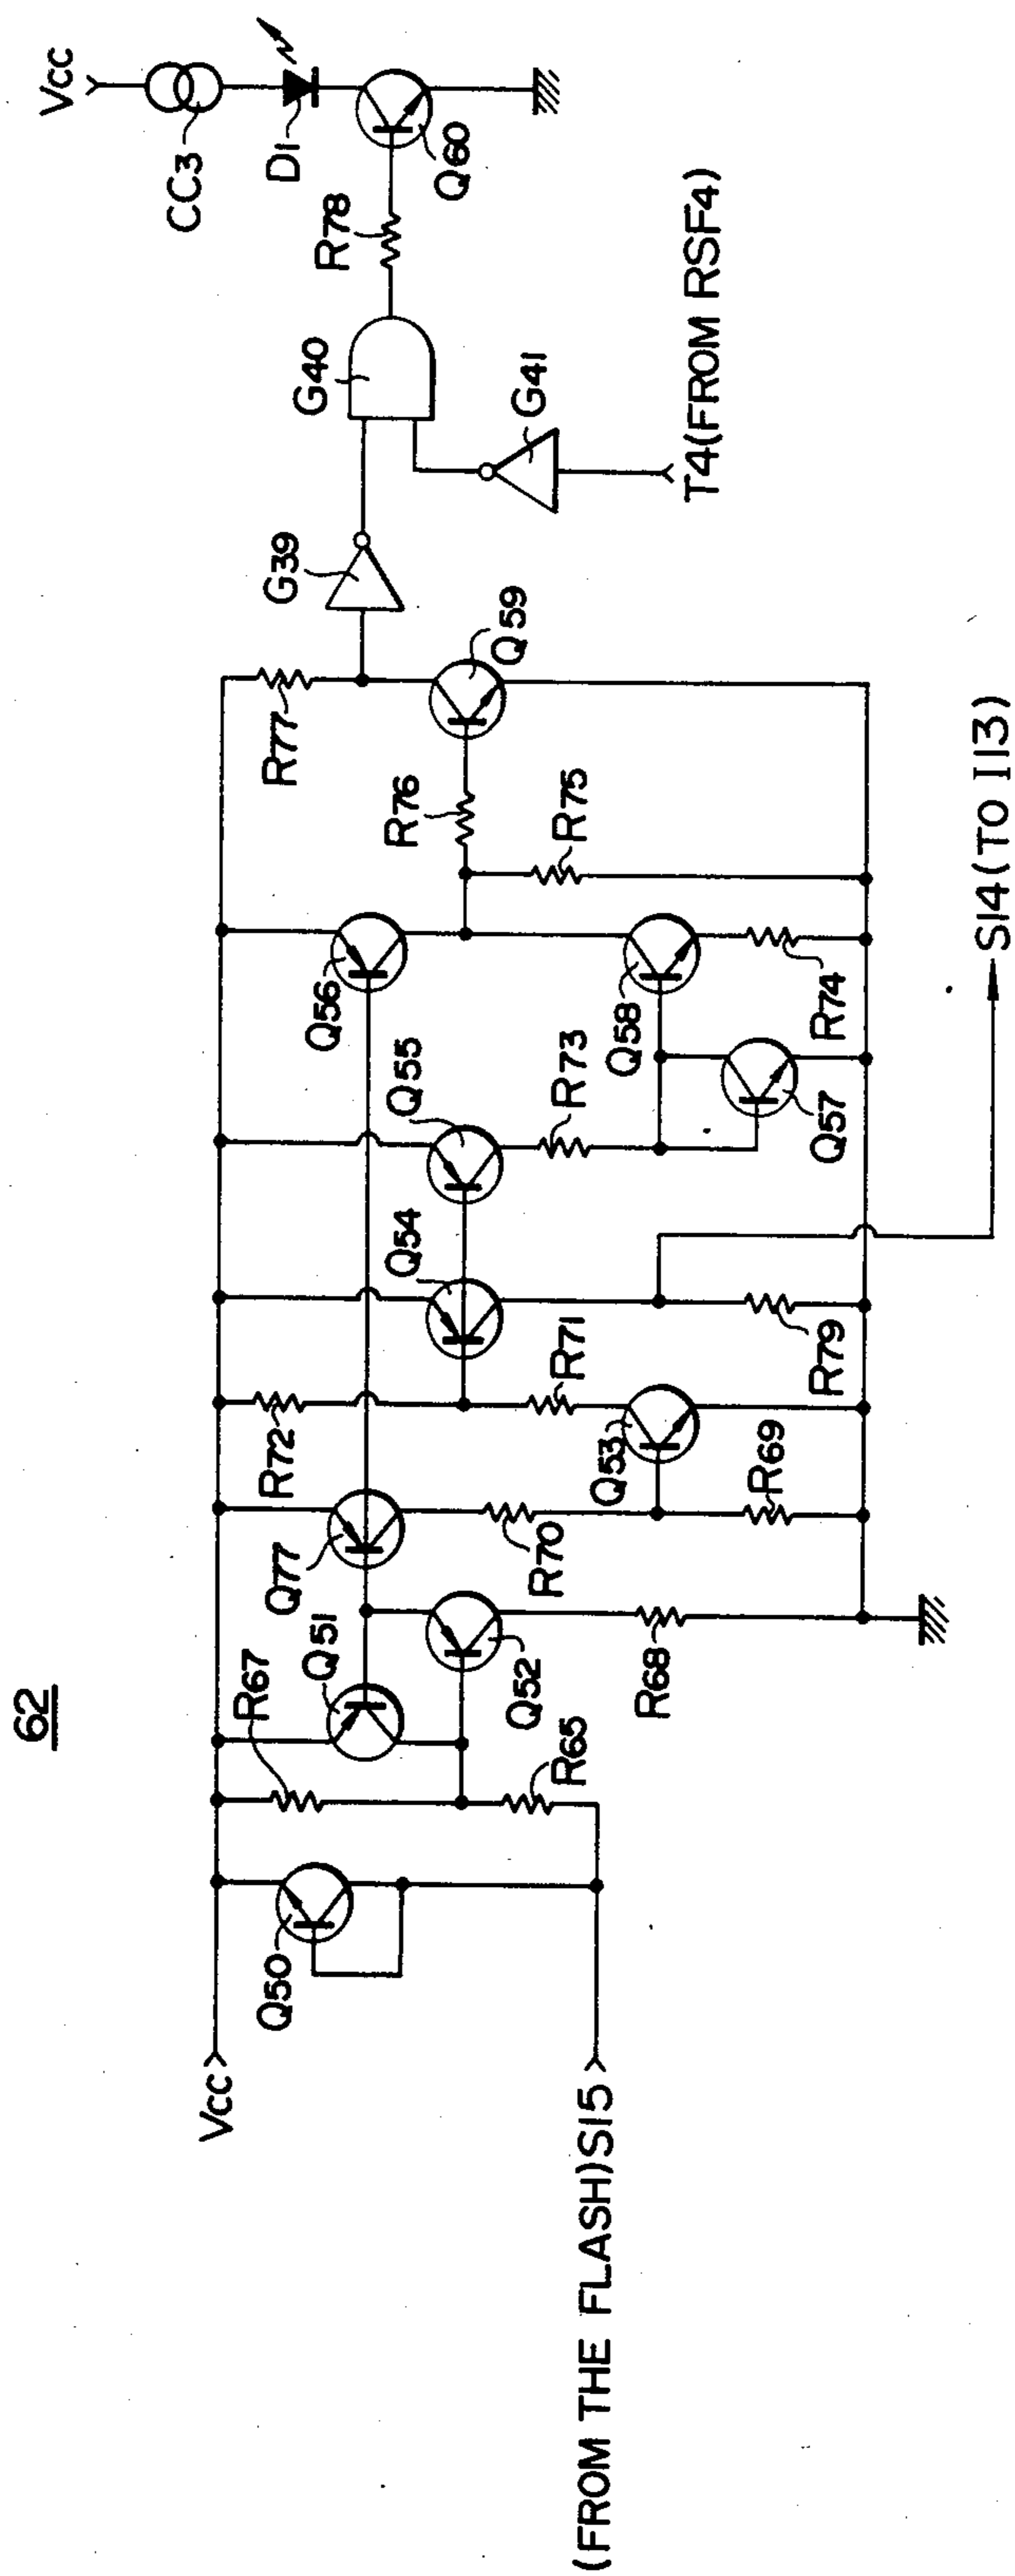 62
Vcc
CC3
D1
Q60
R78
G40
G41
T4(FROM RSF4)
G39
R77
Q59
R76
R75
Q56
Q55
Q58
R74
R73
Q57
Q54
R72
R71
R79
Q53
R69
Q77
R70
Q51
R67
Q52
R68
R65
Q50
Vcc
(FROM THE FLASH)S15
S14(TO I113)